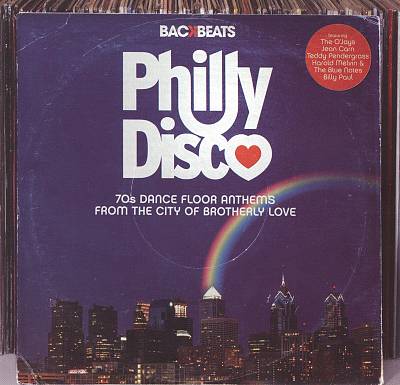 BACKBEATS
Philly
Disco
70s DANCE FLOOR ANTHEMS
FROM THE CITY OF BROTHERLY LOVE
featuring
The O'Jays
Jean Carn
Teddy Pendergrass
Harold Melvin &
The Blue Notes
Billy Paul